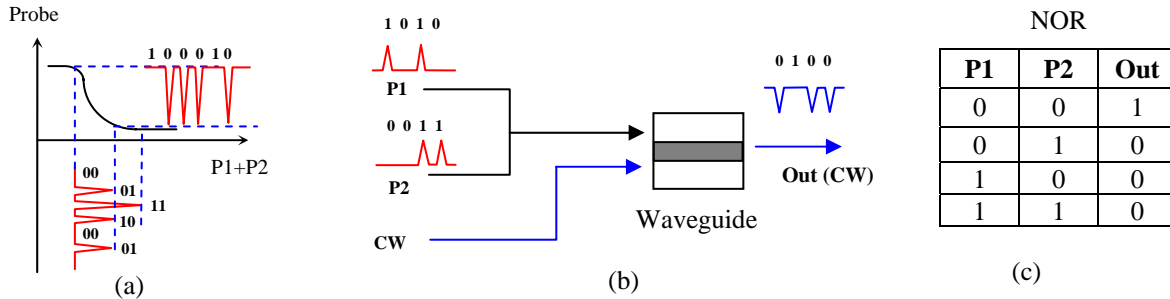 Probe
1 0 0 0 1 0
P1+P2
00
01
11
10
00
01
(a)
1 0 1 0
P1
0 0 1 1
P2
CW
0 1 0 0
Out (CW)
Waveguide
(b)
NOR
P1 P2 Out
0 0 1
0 1 0
1 0 0
1 1 0
(c)